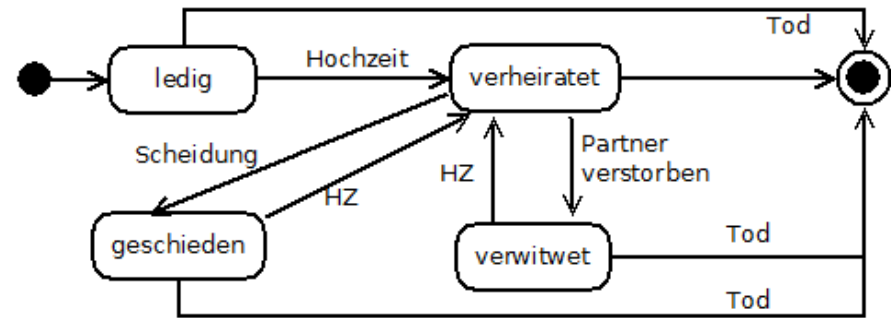 Tod
Hochzeit
ledig
verheiratet
Scheidung
HZ
HZ
Partner
verstorben
geschieden
verwitwet
Tod
Tod